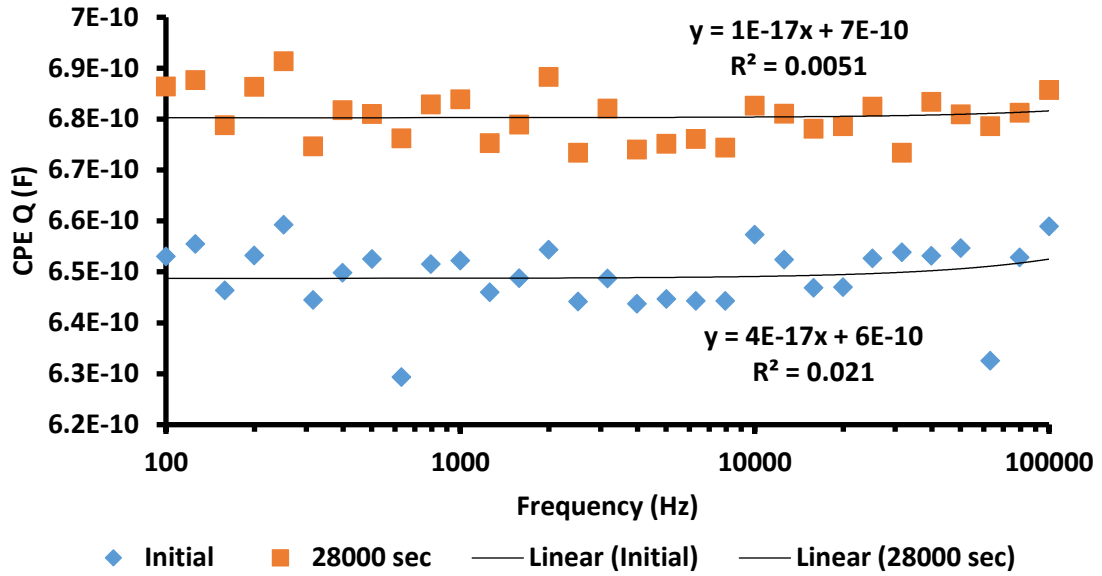 7E-10
6.9E-10
6.8E-10
6.7E-10
6.6E-10
6.5E-10
6.4E-10
6.3E-10
6.2E-10
CPE Q (F)
y = 1E-17x + 7E-10
R² = 0.0051
y = 4E-17x + 6E-10
R² = 0.021
100 1000 10000 100000
Frequency (Hz)
Initial 28000 sec Linear (Initial) Linear (28000 sec)